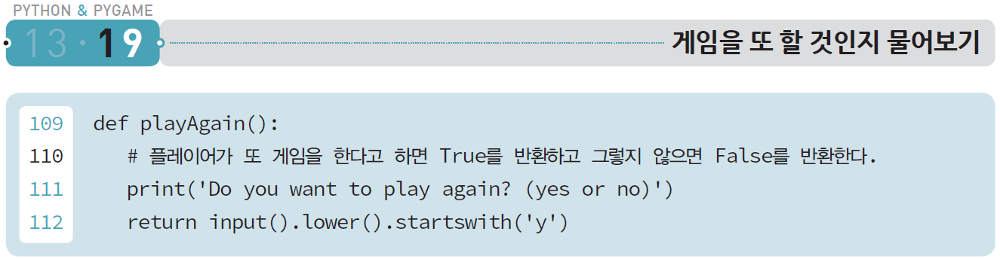 PYTHON & PYGAME
13·19 게임을 또 할 것인지 물어보기
109 def playAgain():
110 # 플레이어가 또 게임을 한다고 하면 True를 반환하고 그렇지 않으면 False를 반환한다.
111 print('Do you want to play again? (yes or no)')
112 return input().lower().startswith('y')